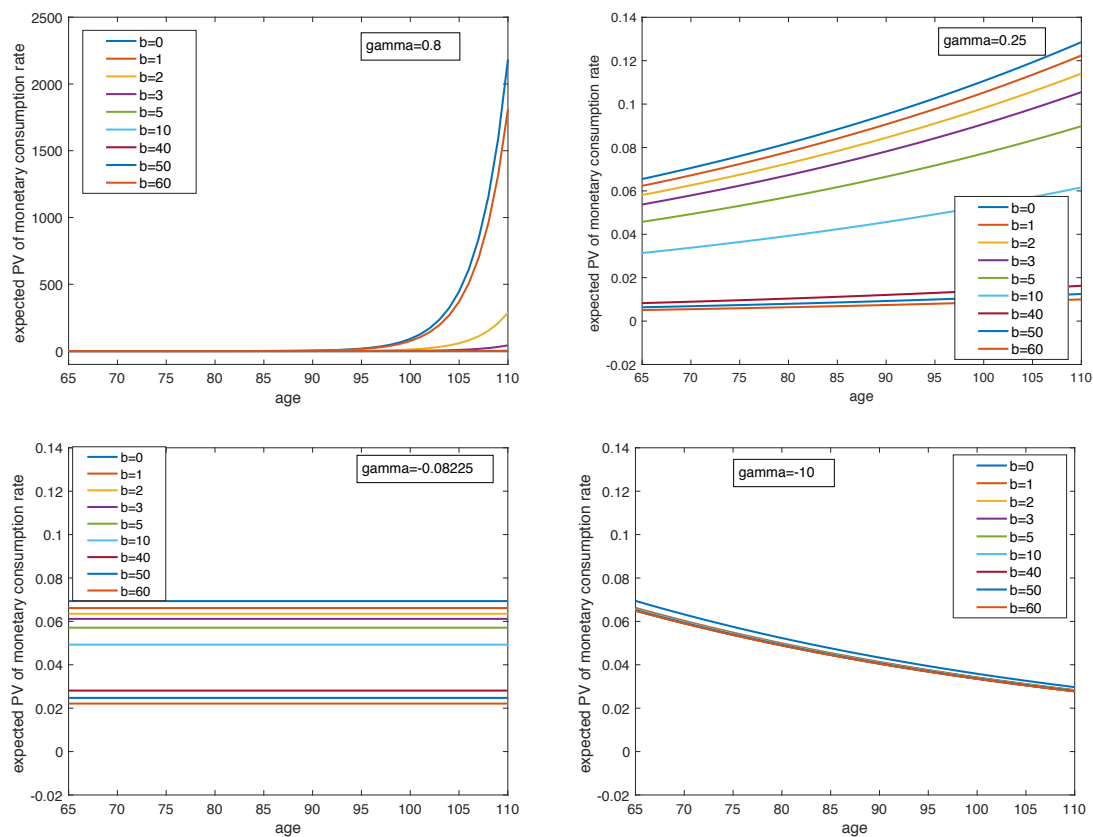 2500
2000
1500
1000
500
0
65 70 75 80 85 90 95 100 105 110
age
expected PV of monetary consumption rate
gamma=0.8
b=0
b=1
b=2
b=3
b=5
b=10
b=40
b=50
b=60
0.14
0.12
0.1
0.08
0.06
0.04
0.02
0
-0.02
65 70 75 80 85 90 95 100 105 110
age
expected PV of monetary consumption rate
gamma=0.25
b=0
b=1
b=2
b=3
b=5
b=10
b=40
b=50
b=60
0.14
0.12
0.1
0.08
0.06
0.04
0.02
0
-0.02
65 70 75 80 85 90 95 100 105 110
age
expected PV of monetary consumption rate
gamma=-0.08225
b=0
b=1
b=2
b=3
b=5
b=10
b=40
b=50
b=60
0.14
0.12
0.1
0.08
0.06
0.04
0.02
0
-0.02
65 70 75 80 85 90 95 100 105 110
age
expected PV of monetary consumption rate
gamma=-10
b=0
b=1
b=2
b=3
b=5
b=10
b=40
b=50
b=60